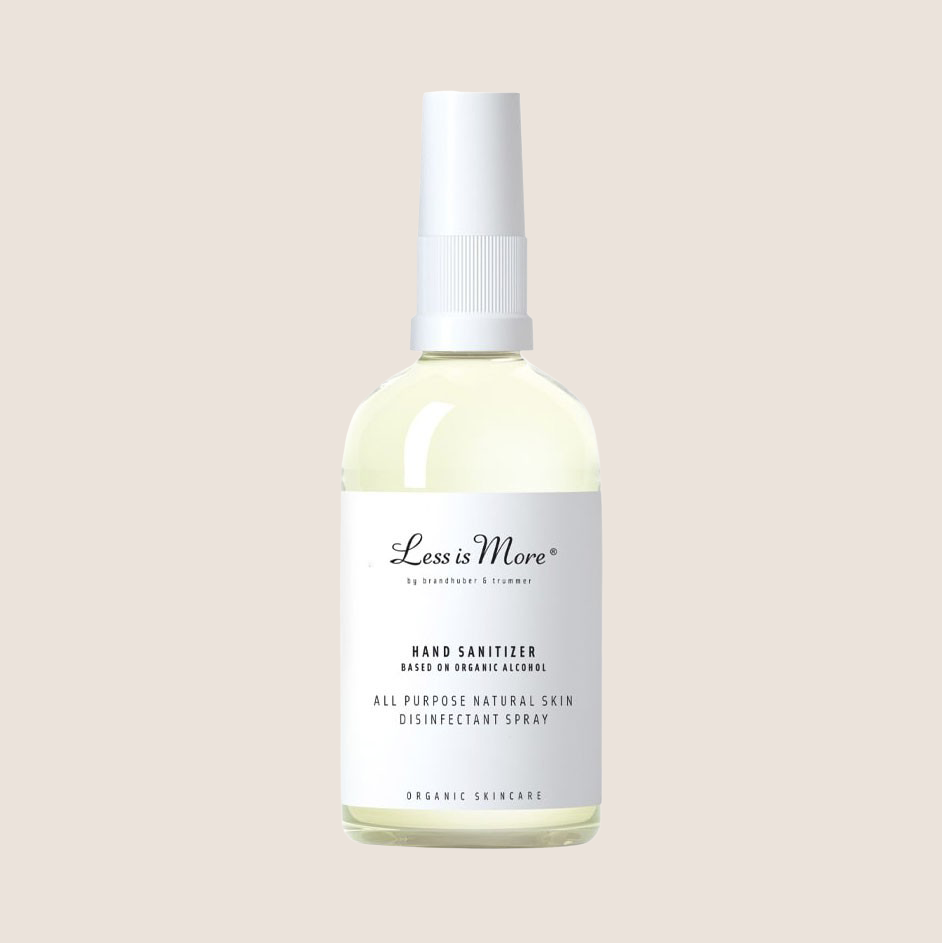 Less is More®
by brandhuber & trummer
HAND SANITIZER
BASED ON ORGANIC ALCOHOL
ALL PURPOSE NATURAL SKIN
DISINFECTANT SPRAY
ORGANIC SKINCARE